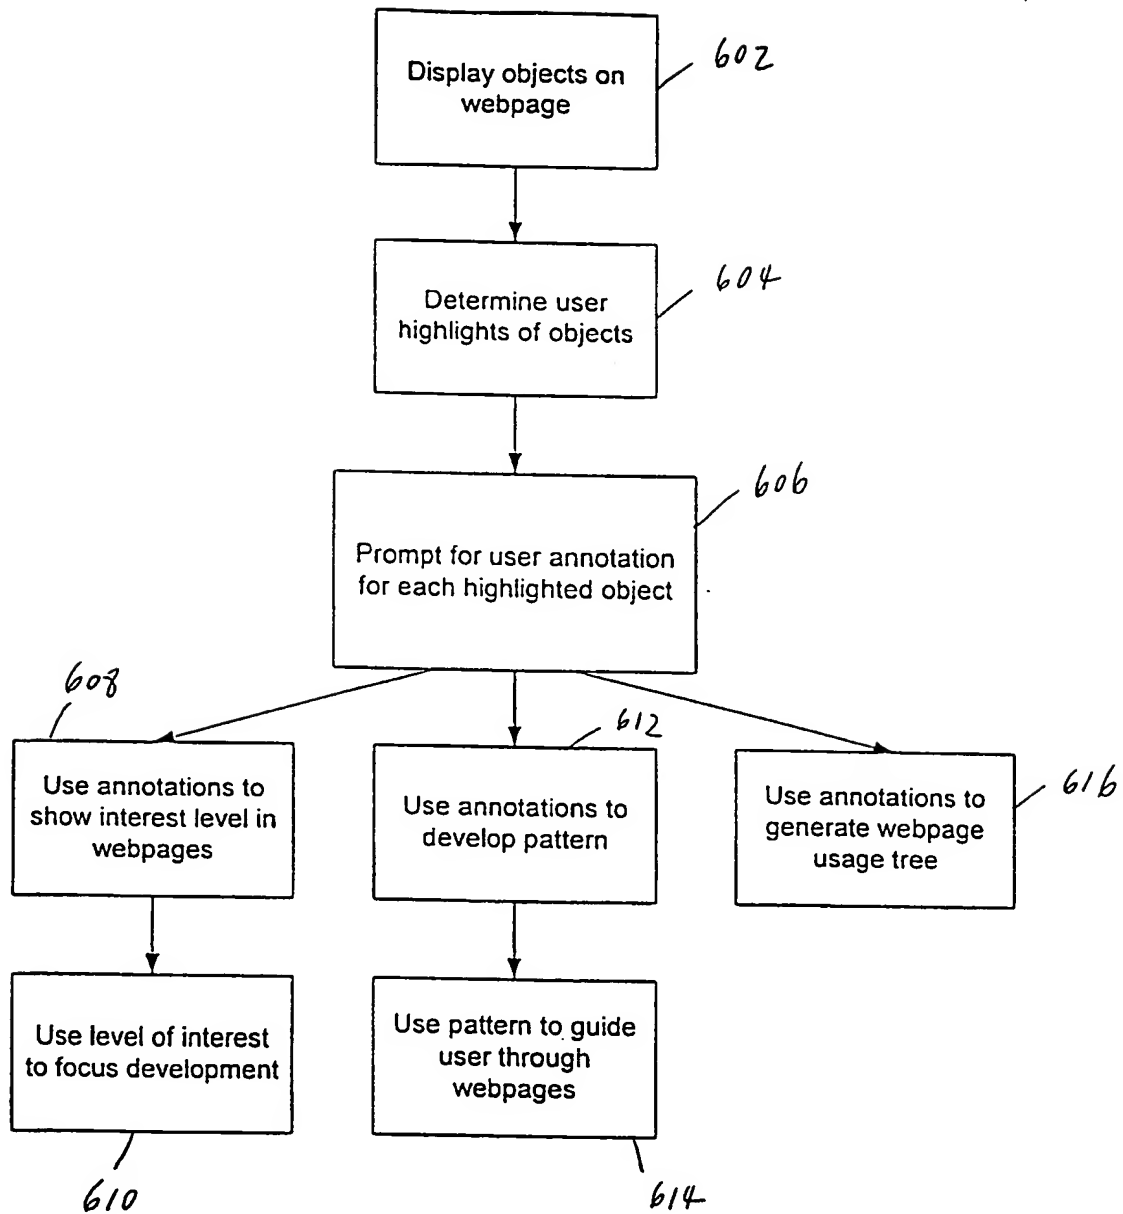 Display objects on
webpage
602
Determine user
highlights of objects
604
Prompt for user annotation
for each highlighted object
606
608
Use annotations to
show interest level in
webpages
612
Use annotations to
develop pattern
Use annotations to
generate webpage
usage tree
616
Use level of interest
to focus development
610
Use pattern to guide
user through
webpages
614